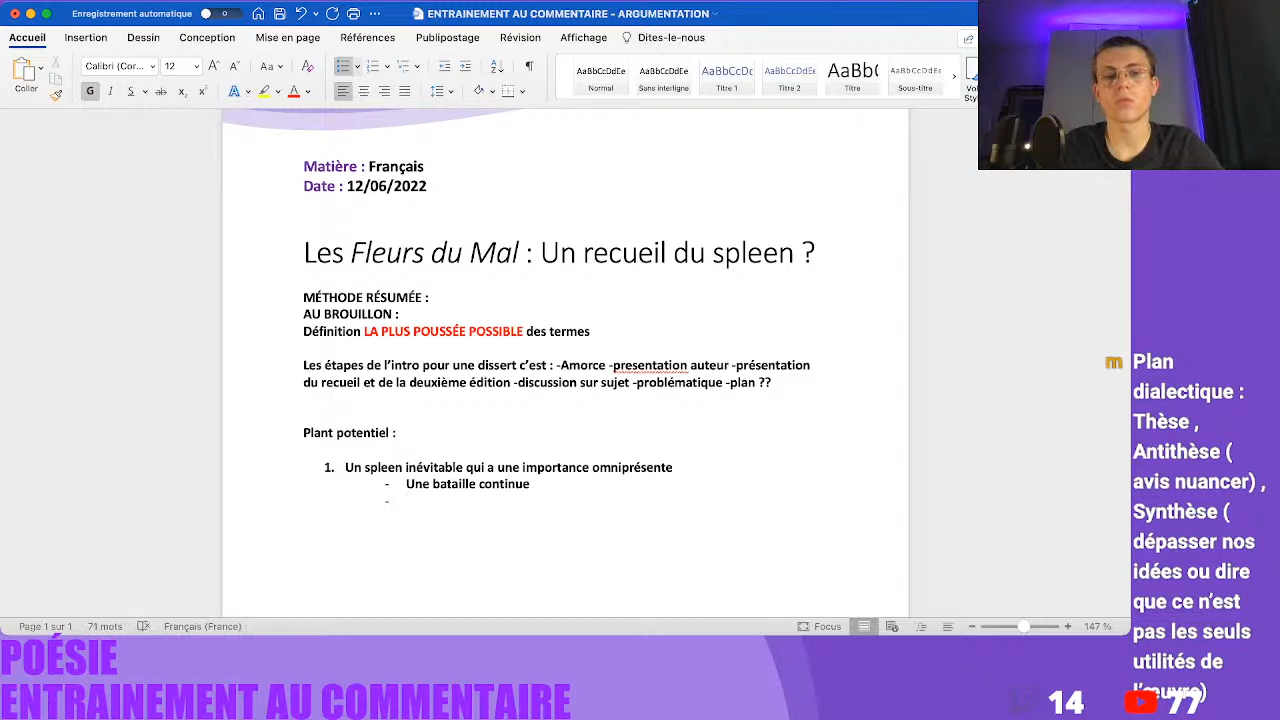 Enregistrement automatique
ENTRAINEMENT AU COMMENTAIRE - ARGUMENTATION
Accueil Insertion Dessin Conception Mise en page Références Publipostage Révision Affichage Dites-le-nous
Coller
Calibri (Cor... 12
G I S ab x₂ x²
AaBbCcDdEe AaBbCcDdEe AaBbCcDc AaBbCcDdEe AaBb( AaBbCcDdEe
Normal Sans interligne Titre 1 Titre 2 Titre Sous-titre
Matière : Français
Date : 12/06/2022
Les Fleurs du Mal : Un recueil du spleen ?
MÉTHODE RÉSUMÉE :
AU BROUILLON :
Définition LA PLUS POUSSÉE POSSIBLE des termes
Les étapes de l'intro pour une dissert c'est : -Amorce -presentation auteur -présentation
du recueil et de la deuxième édition -discussion sur sujet -problématique -plan ??
Plant potentiel :
1. Un spleen inévitable qui a une importance omniprésente
- Une bataille continue
-
m Plan
dialectique :
Thèse ,
Antithèse (
avis nuancer) ,
Synthèse (
dépasser nos
idées ou dire
que ce n'est
pas les seuls
utilités de
l'œuvre)
Page 1 sur 1 71 mots Français (France) Focus 147 %
POÉSIE
ENTRAINEMENT AU COMMENTAIRE
14 77